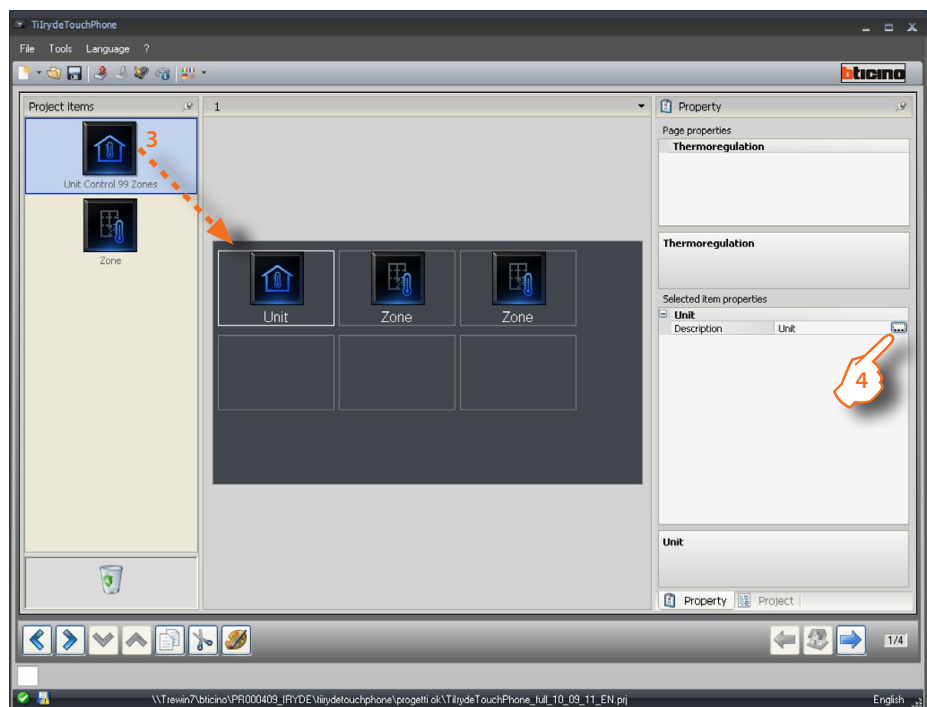 TiIrydeTouchPhone
File Tools Language ?
bticino
Project items
1
Property
3
Unit Control 99 Zones
Zone
Unit
Zone
Zone
Page properties
Thermoregulation
Thermoregulation
Selected item properties
Unit
Description Unit ...
4
Unit
Property Project
1/4
\\Trewin7\bticino\PR000409_IRYDE\tiirydetouchphone\progetti ok\TiIrydeTouchPhone_full_10_09_11_EN.prj
English